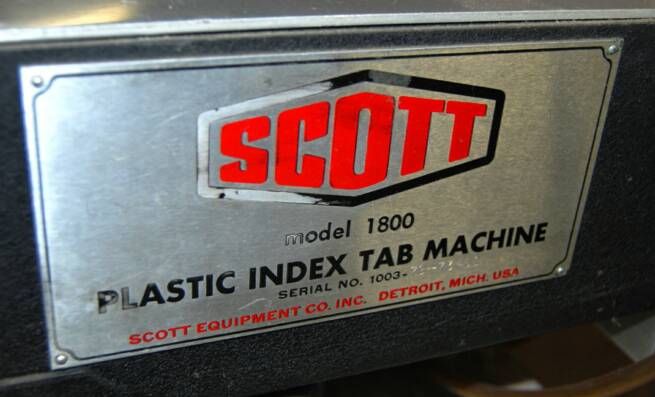 SCOTT
model 1800
PLASTIC INDEX TAB MACHINE
SERIAL NO. 1003-
SCOTT EQUIPMENT CO. INC. DETROIT, MICH. USA